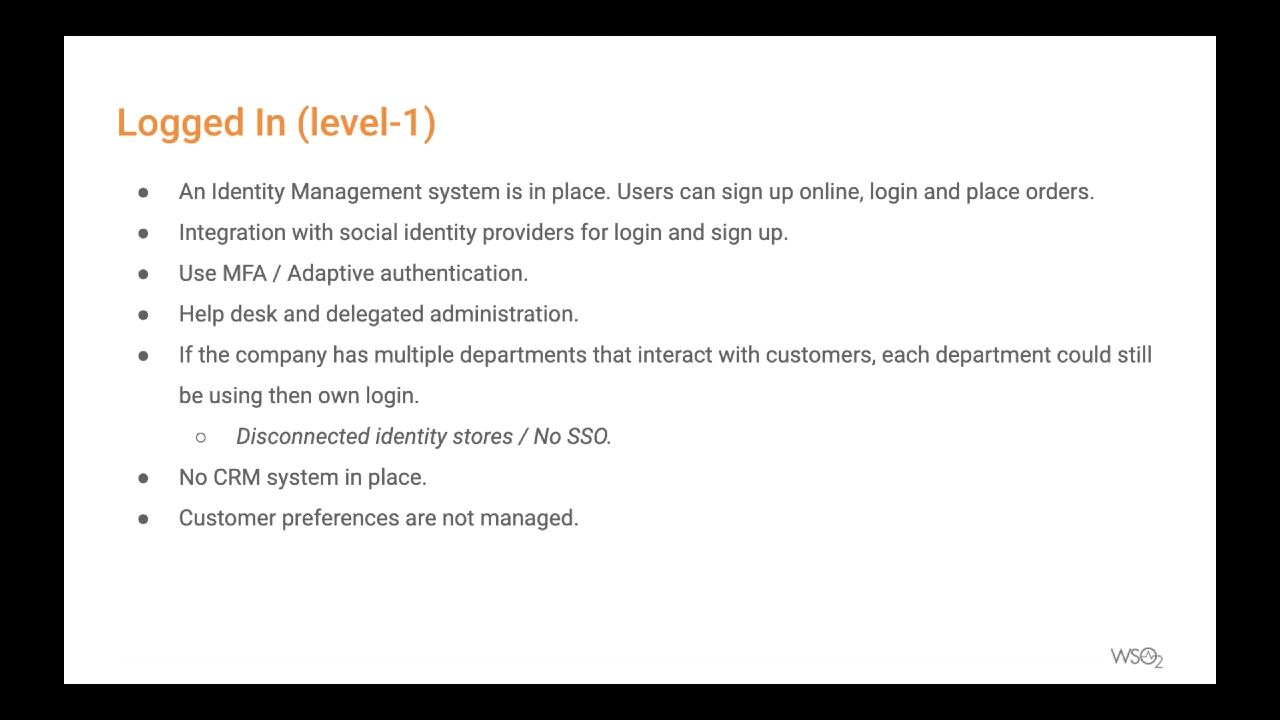 Logged In (level-1)
● An Identity Management system is in place. Users can sign up online, login and place orders.
● Integration with social identity providers for login and sign up.
● Use MFA / Adaptive authentication.
● Help desk and delegated administration.
● If the company has multiple departments that interact with customers, each department could still
be using then own login.
○ Disconnected identity stores / No SSO.
● No CRM system in place.
● Customer preferences are not managed.
WSO2